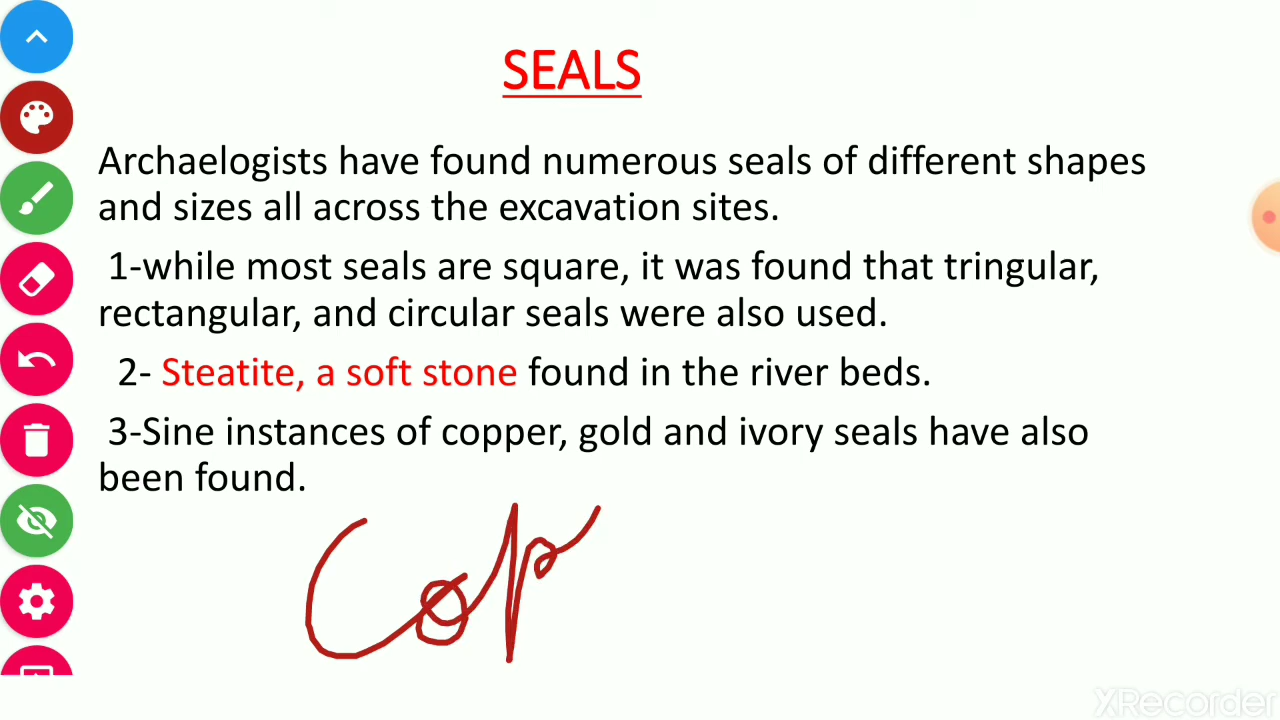 SEALS
Archaelogists have found numerous seals of different shapes
and sizes all across the excavation sites.
1-while most seals are square, it was found that tringular,
rectangular, and circular seals were also used.
2- Steatite, a soft stone found in the river beds.
3-Sine instances of copper, gold and ivory seals have also
been found.
Cop
XRecorder